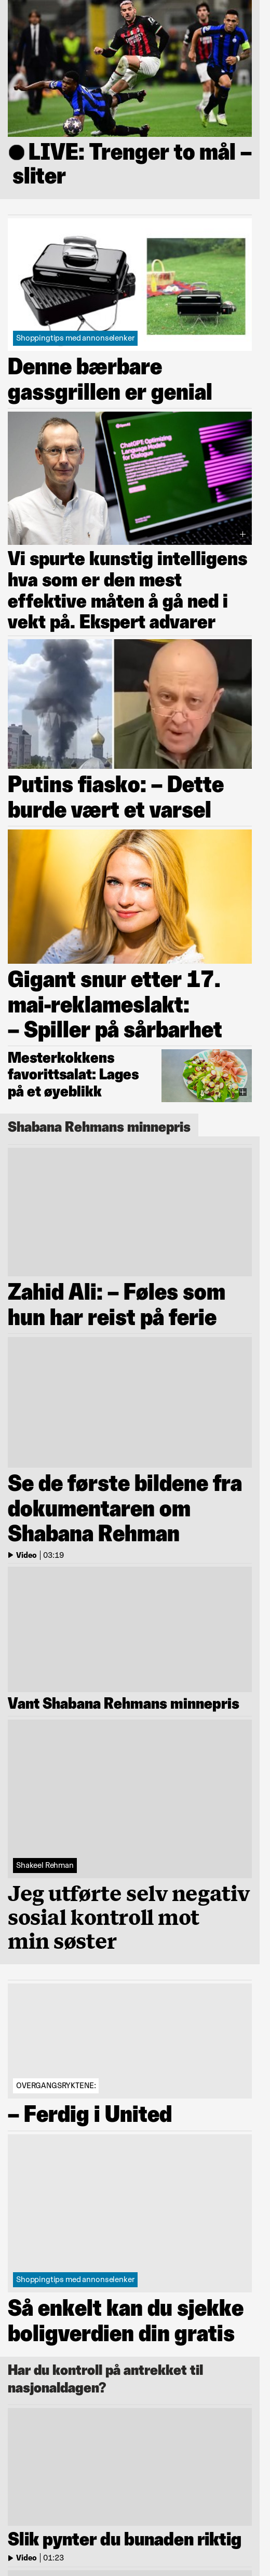 LIVE: Trenger to mål –
sliter
Shoppingtips med annonselenker
Denne bærbare
gassgrillen er genial
ChatGPT: Optimizing
Language Models
for Dialogue
Vi spurte kunstig intelligens
hva som er den mest
effektive måten å gå ned i
vekt på. Ekspert advarer
Putins fiasko: – Dette
burde vært et varsel
Gigant snur etter 17.
mai-reklameslakt:
– Spiller på sårbarhet
Mesterkokkens
favorittsalat: Lages
på et øyeblikk
Shabana Rehmans minnepris
Zahid Ali: – Føles som
hun har reist på ferie
Se de første bildene fra
dokumentaren om
Shabana Rehman
Video | 03:19
Vant Shabana Rehmans minnepris
Shakeel Rehman
Jeg utførte selv negativ
sosial kontroll mot
min søster
OVERGANGSRYKTENE:
– Ferdig i United
Shoppingtips med annonselenker
Så enkelt kan du sjekke
boligverdien din gratis
Har du kontroll på antrekket til
nasjonaldagen?
Slik pynter du bunaden riktig
Video | 01:23